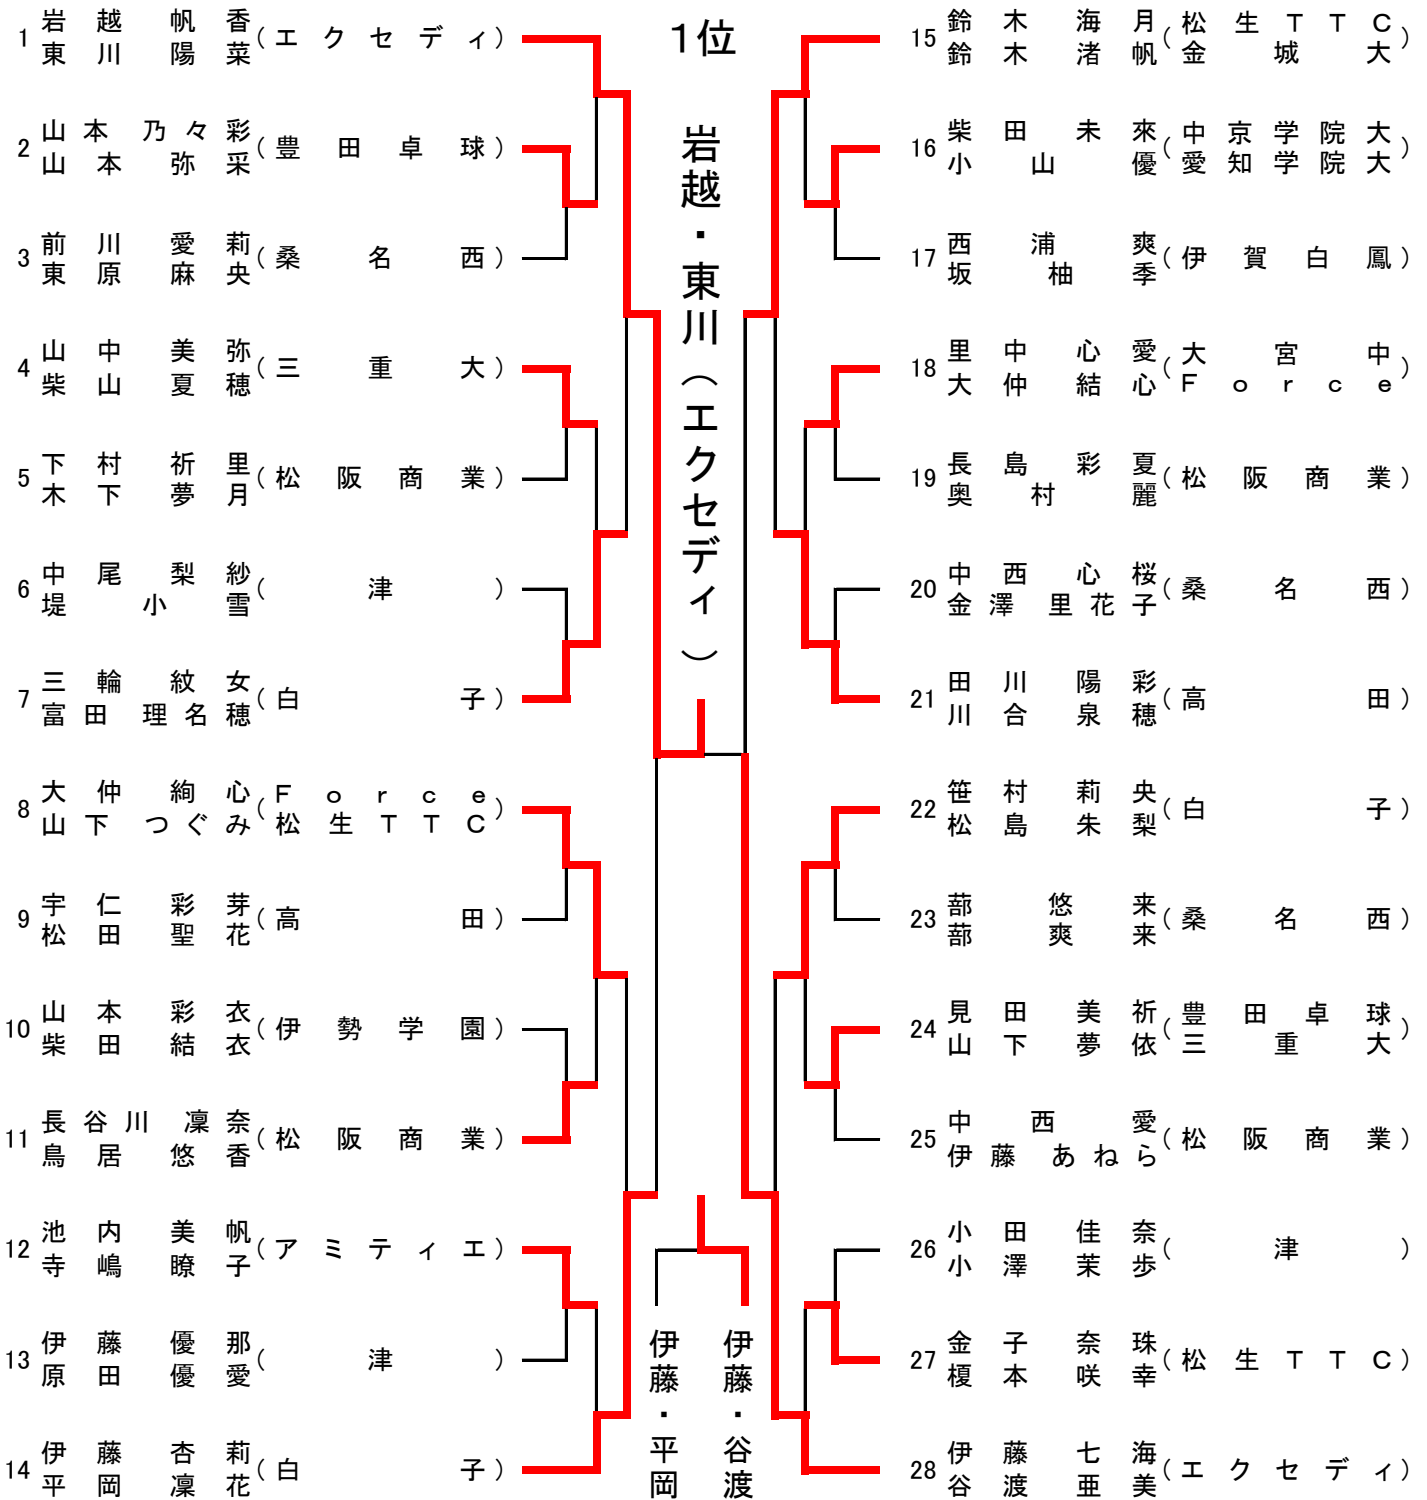 1 岩越帆香 (エクセディ)
東川陽菜
2 山本乃々彩 (豊田卓球)
山本弥采
3 前川愛莉 (桑名西)
東原麻央
4 山中美弥 (三重大)
柴山夏穂
5 下村祈里 (松阪商業)
木下夢月
6 中尾梨紗 (津)
堤小雪
7 三輪紋女 (白子)
富田理名穂
8 大仲絢心 (Force
山下つぐみ 松生TTC)
9 宇仁彩芽 (高田)
松田聖花
10 山本彩衣 (伊勢学園)
柴田結衣
11 長谷川凜奈 (松阪商業)
鳥居悠香
12 池内美帆 (アミティエ)
寺嶋瞭子
13 伊藤優那 (津)
原田優愛
14 伊藤杏莉 (白子)
平岡凜花
1位
岩越・東川(エクセディ)
伊藤・平岡
伊藤・谷渡
15 鈴木海月 (松生TTC
鈴木渚帆 金城大)
16 柴田未來 (中京学院大
小山優 愛知学院大)
17 西浦爽 (伊賀白鳳)
坂柚季
18 里中心愛 (大宮中
大仲結心 Force)
19 長島彩夏 (松阪商業)
奥村麗
20 中西心桜 (桑名西)
金澤里花子
21 田川陽彩 (高田)
川合泉穂
22 笹村莉央 (白子)
松島朱梨
23 蔀悠来 (桑名西)
蔀爽来
24 見田美祈 (豊田卓球
山下夢依 三重大)
25 中西愛 (松阪商業)
伊藤あねら
26 小田佳奈 (津)
小澤茉歩
27 金子奈珠 (松生TTC)
榎本咲幸
28 伊藤七海 (エクセディ)
谷渡亜美